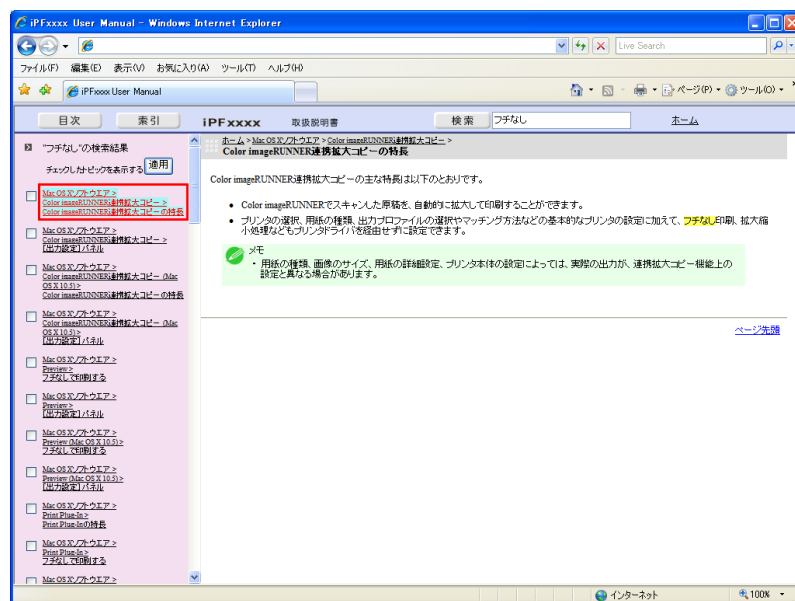 iPFxxxx User Manual - Windows Internet Explorer
Live Search
ファイル(F) 編集(E) 表示(V) お気に入り(A) ツール(T) ヘルプ(H)
iPFxxxx User Manual
ページ(P) ツール(O)
目次 索引 iPFxxxx 取扱説明書 検索 フチなし ホーム
"フチなし"の検索結果
チェックしたトピックを表示する 適用
Mac OS Xソフトウエア >
Color imageRUNNER連携拡大コピー >
Color imageRUNNER連携拡大コピーの特長
Mac OS Xソフトウエア >
Color imageRUNNER連携拡大コピー >
[出力設定]パネル
Mac OS Xソフトウエア >
Color imageRUNNER連携拡大コピー (Mac
OS X 10.5) >
Color imageRUNNER連携拡大コピーの特長
Mac OS Xソフトウエア >
Color imageRUNNER連携拡大コピー (Mac
OS X 10.5) >
[出力設定]パネル
Mac OS Xソフトウエア >
Preview >
フチなしで印刷する
Mac OS Xソフトウエア >
Preview >
[出力設定]パネル
Mac OS Xソフトウエア >
Preview (Mac OS X 10.5) >
フチなしで印刷する
Mac OS Xソフトウエア >
Preview (Mac OS X 10.5) >
[出力設定]パネル
Mac OS Xソフトウエア >
Print Plug-In >
Print Plug-Inの特長
Mac OS Xソフトウエア >
Print Plug-In >
フチなしで印刷する
Mac OS Xソフトウエア >
ホーム > Mac OS Xソフトウエア > Color imageRUNNER連携拡大コピー >
Color imageRUNNER連携拡大コピーの特長
Color imageRUNNER連携拡大コピーの主な特長は以下のとおりです。
• Color imageRUNNERでスキャンした原稿を、自動的に拡大して印刷することができます。
• プリンタの選択、用紙の種類、出力プロファイルの選択やマッチング方法などの基本的なプリンタの設定に加えて、フチなし印刷、拡大縮
小処理などもプリンタドライバを経由せずに設定できます。
メモ
・ 用紙の種類、画像のサイズ、用紙の詳細設定、プリンタ本体の設定によっては、実際の出力が、連携拡大コピー機能上の
設定と異なる場合があります。
ページ先頭
インターネット 100%